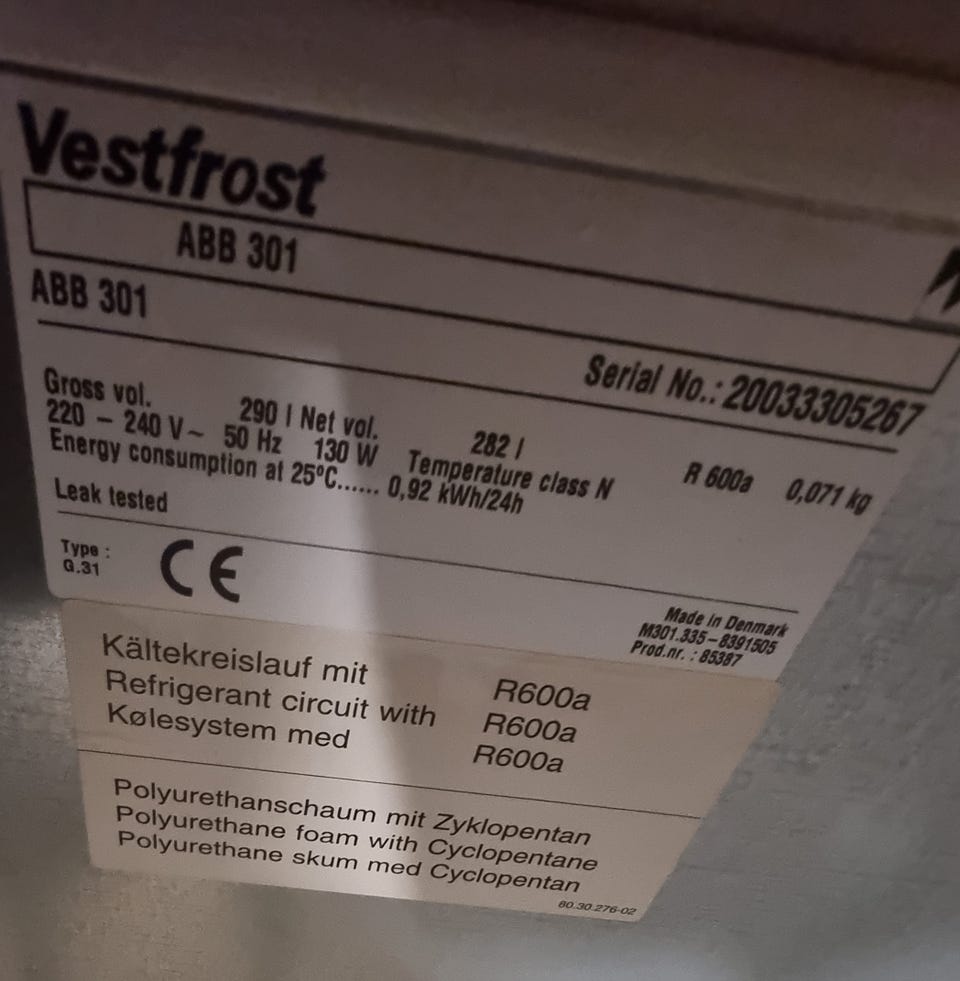 Vestfrost
ABB 301
ABB 301
Serial No.: 20033305267
Gross vol. 290 l Net vol. 282 l R 600a 0,071 kg
220 – 240 V~ 50 Hz 130 W Temperature class N
Energy consumption at 25°C...... 0,92 kWh/24h
Leak tested
Type :
G.31
CE
Made in Denmark
M301.335–8391505
Prod.nr. : 85387
Kältekreislauf mit R600a
Refrigerant circuit with R600a
Kølesystem med R600a
Polyurethanschaum mit Zyklopentan
Polyurethane foam with Cyclopentane
Polyurethane skum med Cyclopentan
80.30.276-02